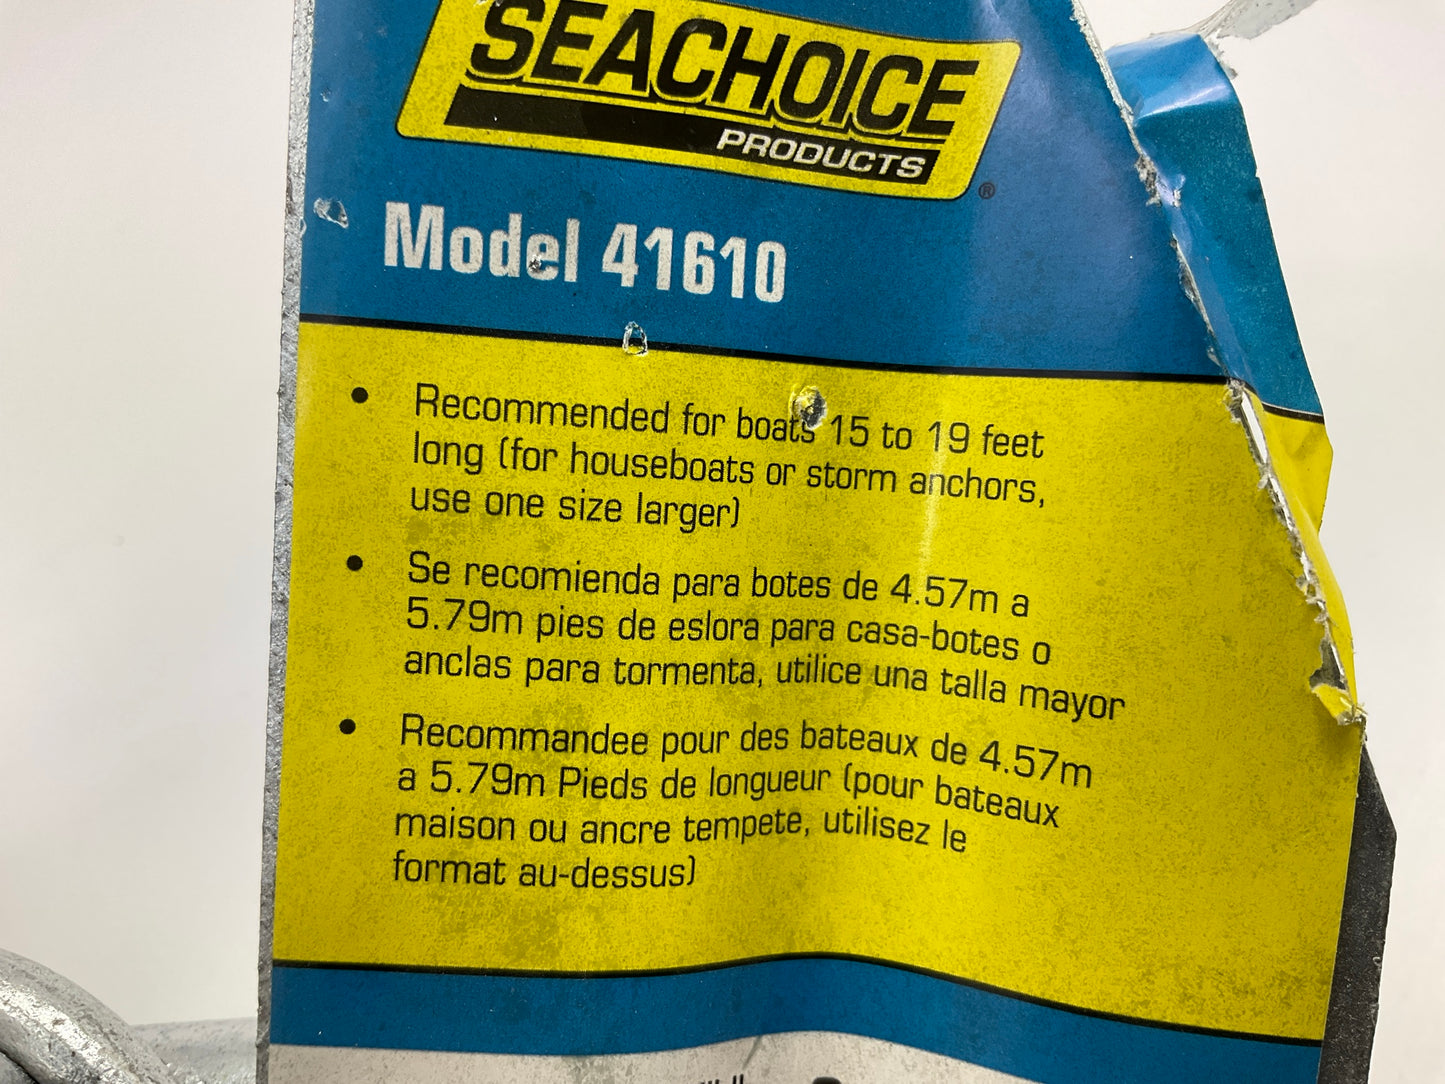 SEACHOICE
PRODUCTS
®
Model 41610
• Recommended for boats 15 to 19 feet
long (for houseboats or storm anchors,
use one size larger)
• Se recomienda para botes de 4.57m a
5.79m pies de eslora para casa-botes o
anclas para tormenta, utilice una talla mayor
• Recommandee pour des bateaux de 4.57m
a 5.79m Pieds de longueur (pour bateaux
maison ou ancre tempete, utilisez le
format au-dessus)